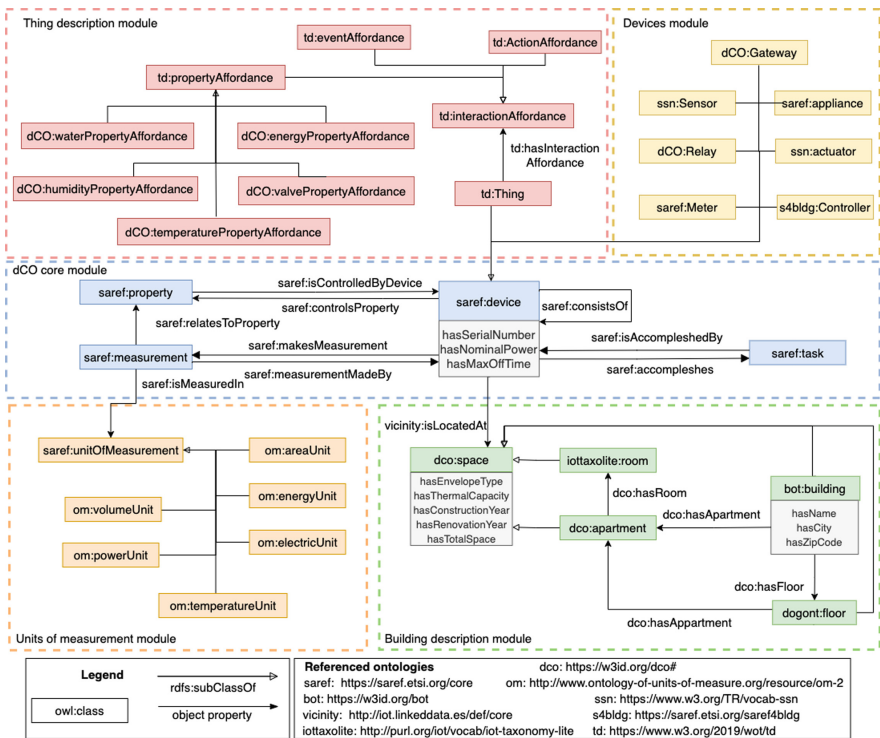 Thing description module
td:eventAffordance
td:ActionAffordance
td:propertyAffordance
td:interactionAffordance
dCO:waterPropertyAffordance
dCO:energyPropertyAffordance
td:hasInteraction
Affordance
dCO:humidityPropertyAffordance
dCO:valvePropertyAffordance
td:Thing
dCO:temperaturePropertyAffordance
Devices module
dCO:Gateway
ssn:Sensor
saref:appliance
dCO:Relay
ssn:actuator
saref:Meter
s4bldg:Controller
dCO core module
saref:property
saref:isControlledByDevice
saref:controlsProperty
saref:device
saref:consistsOf
hasSerialNumber
hasNominalPower
hasMaxOffTime
saref:relatesToProperty
saref:measurement
saref:makesMeasurement
saref:measurementMadeBy
saref:isAccompleshedBy
saref:accompleshes
saref:task
saref:isMeasuredIn
vicinity:isLocatedAt
saref:unitOfMeasurement
om:areaUnit
om:volumeUnit
om:energyUnit
om:powerUnit
om:electricUnit
om:temperatureUnit
Units of measurement module
dco:space
hasEnvelopeType
hasThermalCapacity
hasConstructionYear
hasRenovationYear
hasTotalSpace
iottaxolite:room
dco:hasRoom
dco:apartment
dco:hasApartment
bot:building
hasName
hasCity
hasZipCode
dco:hasFloor
dogont:floor
dco:hasAppartment
Building description module
Legend
owl:class
rdfs:subClassOf
object property
Referenced ontologies
dco: https://w3id.org/dco#
saref: https://saref.etsi.org/core
om: http://www.ontology-of-units-of-measure.org/resource/om-2
bot: https://w3id.org/bot
ssn: https://www.w3.org/TR/vocab-ssn
vicinity: http://iot.linkeddata.es/def/core
s4bldg: https://saref.etsi.org/saref4bldg
iottaxolite: http://purl.org/iot/vocab/iot-taxonomy-lite
td: https://www.w3.org/2019/wot/td